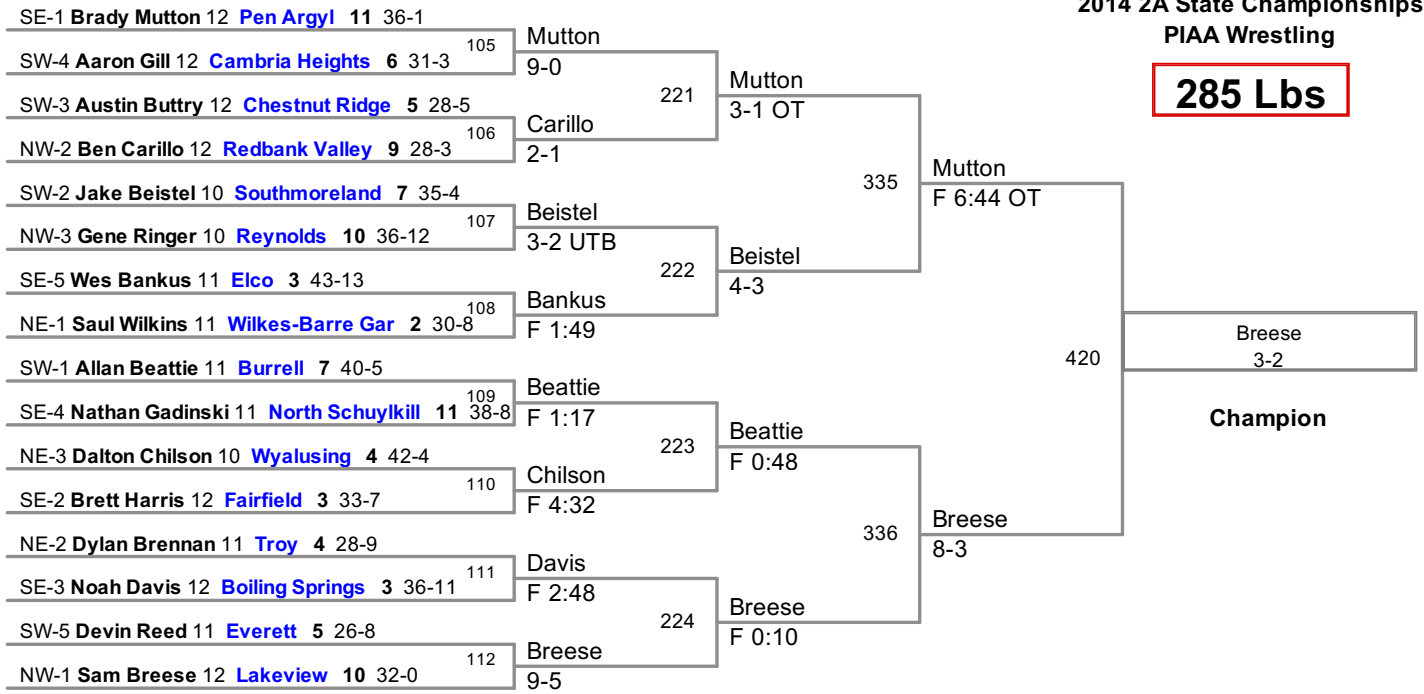 2014 2A State Championships
PIAA Wrestling
285 Lbs
SE-1 Brady Mutton 12 Pen Argyl 11 36-1
SW-4 Aaron Gill 12 Cambria Heights 6 31-3
SW-3 Austin Buttry 12 Chestnut Ridge 5 28-5
NW-2 Ben Carillo 12 Redbank Valley 9 28-3
SW-2 Jake Beistel 10 Southmoreland 7 35-4
NW-3 Gene Ringer 10 Reynolds 10 36-12
SE-5 Wes Bankus 11 Elco 3 43-13
NE-1 Saul Wilkins 11 Wilkes-Barre Gar 2 30-8
SW-1 Allan Beattie 11 Burrell 7 40-5
SE-4 Nathan Gadinski 11 North Schuylkill 11 38-8
NE-3 Dalton Chilson 10 Wyalusing 4 42-4
SE-2 Brett Harris 12 Fairfield 3 33-7
NE-2 Dylan Brennan 11 Troy 4 28-9
SE-3 Noah Davis 12 Boiling Springs 3 36-11
SW-5 Devin Reed 11 Everett 5 26-8
NW-1 Sam Breese 12 Lakeview 10 32-0
105
106
107
108
109
110
111
112
Mutton
9-0
Carillo
2-1
Beistel
3-2 UTB
Bankus
F 1:49
Beattie
F 1:17
Chilson
F 4:32
Davis
F 2:48
Breese
9-5
221
222
223
224
Mutton
3-1 OT
Beistel
4-3
Beattie
F 0:48
Breese
F 0:10
335
336
Mutton
F 6:44 OT
Breese
8-3
420
Breese
3-2
Champion